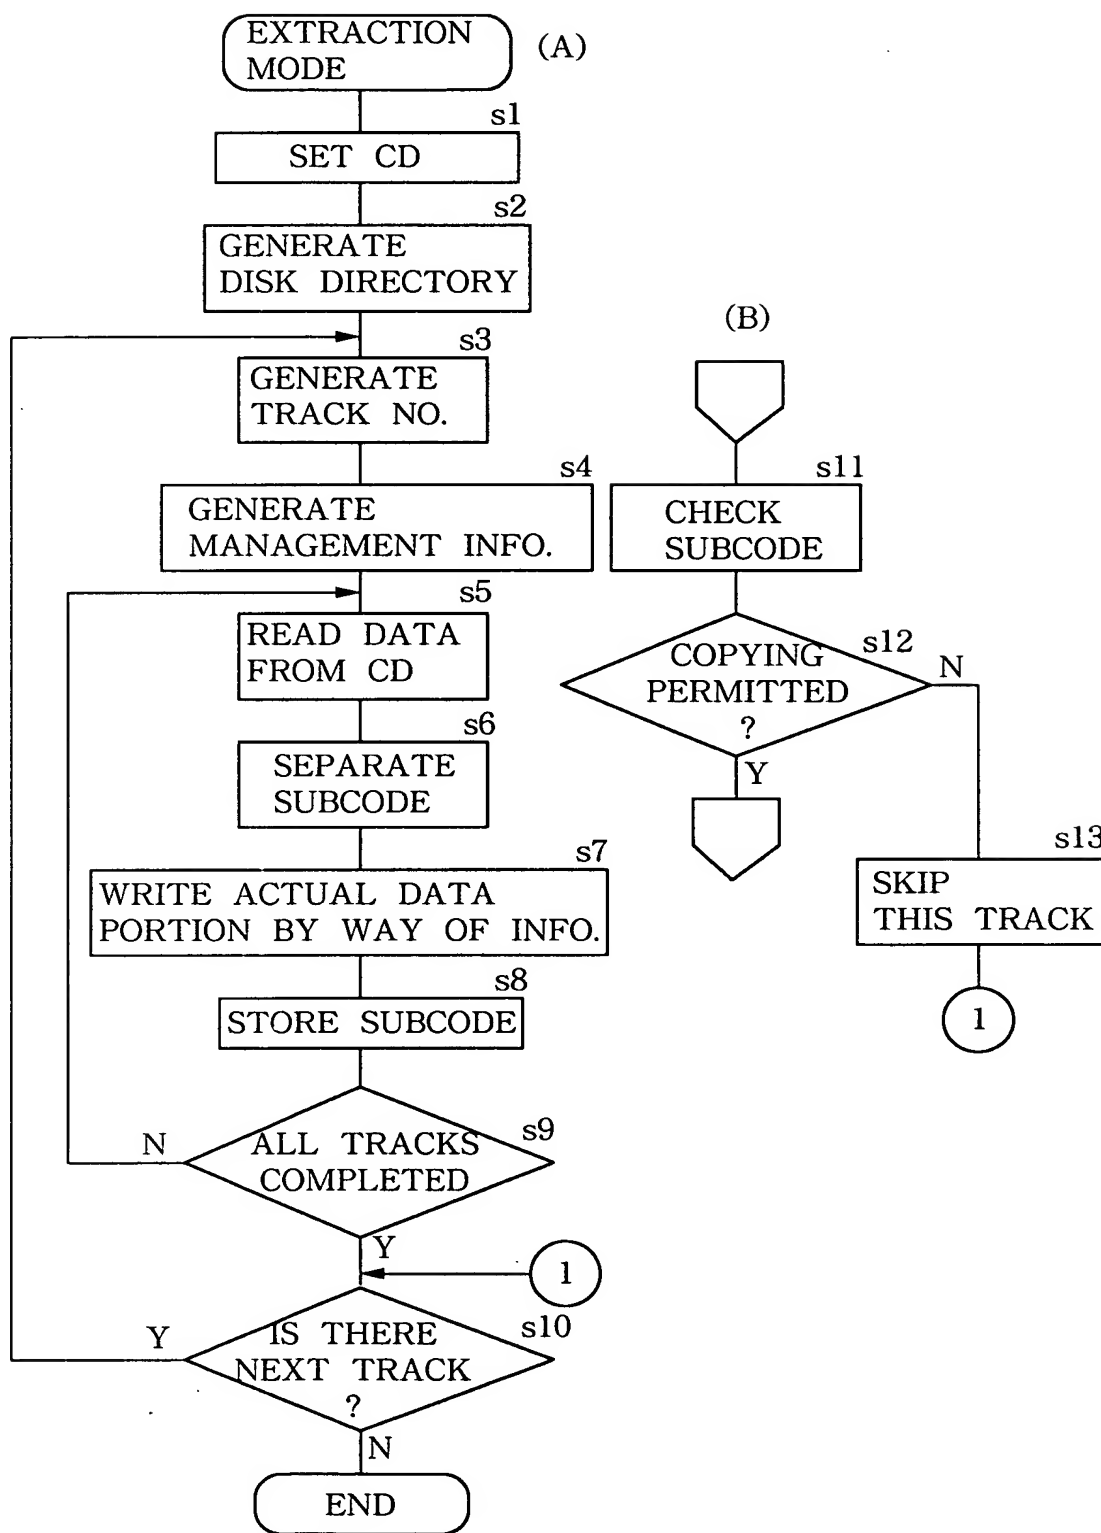 EXTRACTION
MODE
(A)
s1
SET CD
s2
GENERATE
DISK DIRECTORY
s3
GENERATE
TRACK NO.
s4
GENERATE
MANAGEMENT INFO.
s5
READ DATA
FROM CD
s6
SEPARATE
SUBCODE
s7
WRITE ACTUAL DATA
PORTION BY WAY OF INFO.
s8
STORE SUBCODE
s9
ALL TRACKS
COMPLETED
N
Y
1
s10
IS THERE
NEXT TRACK
?
Y
N
END
(B)
s11
CHECK
SUBCODE
s12
COPYING
PERMITTED
?
N
Y
s13
SKIP
THIS TRACK
1